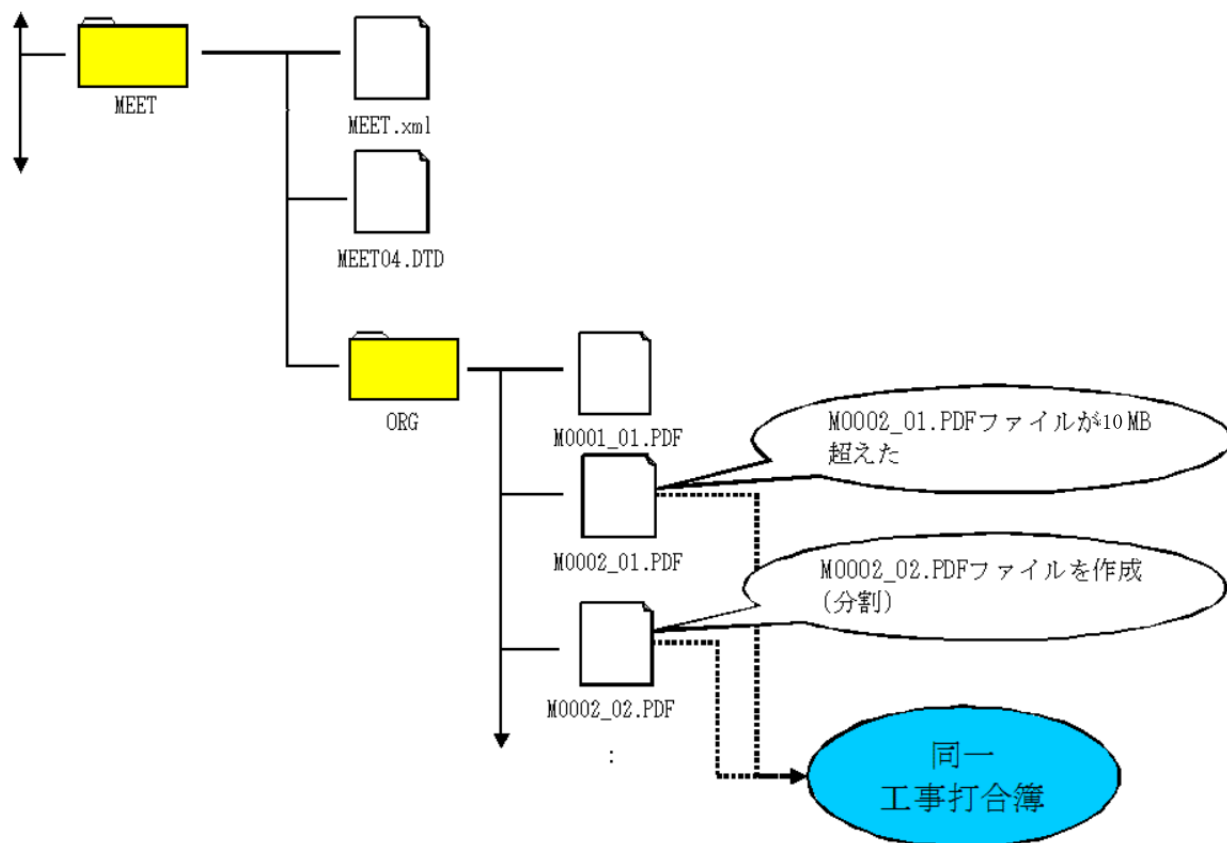 MEET
MEET.xml
MEET04.DTD
ORG
M0001_01.PDF
M0002_01.PDFファイルが10MB
超えた
M0002_01.PDF
M0002_02.PDFファイルを作成
(分割)
M0002_02.PDF
:
同一
工事打合簿